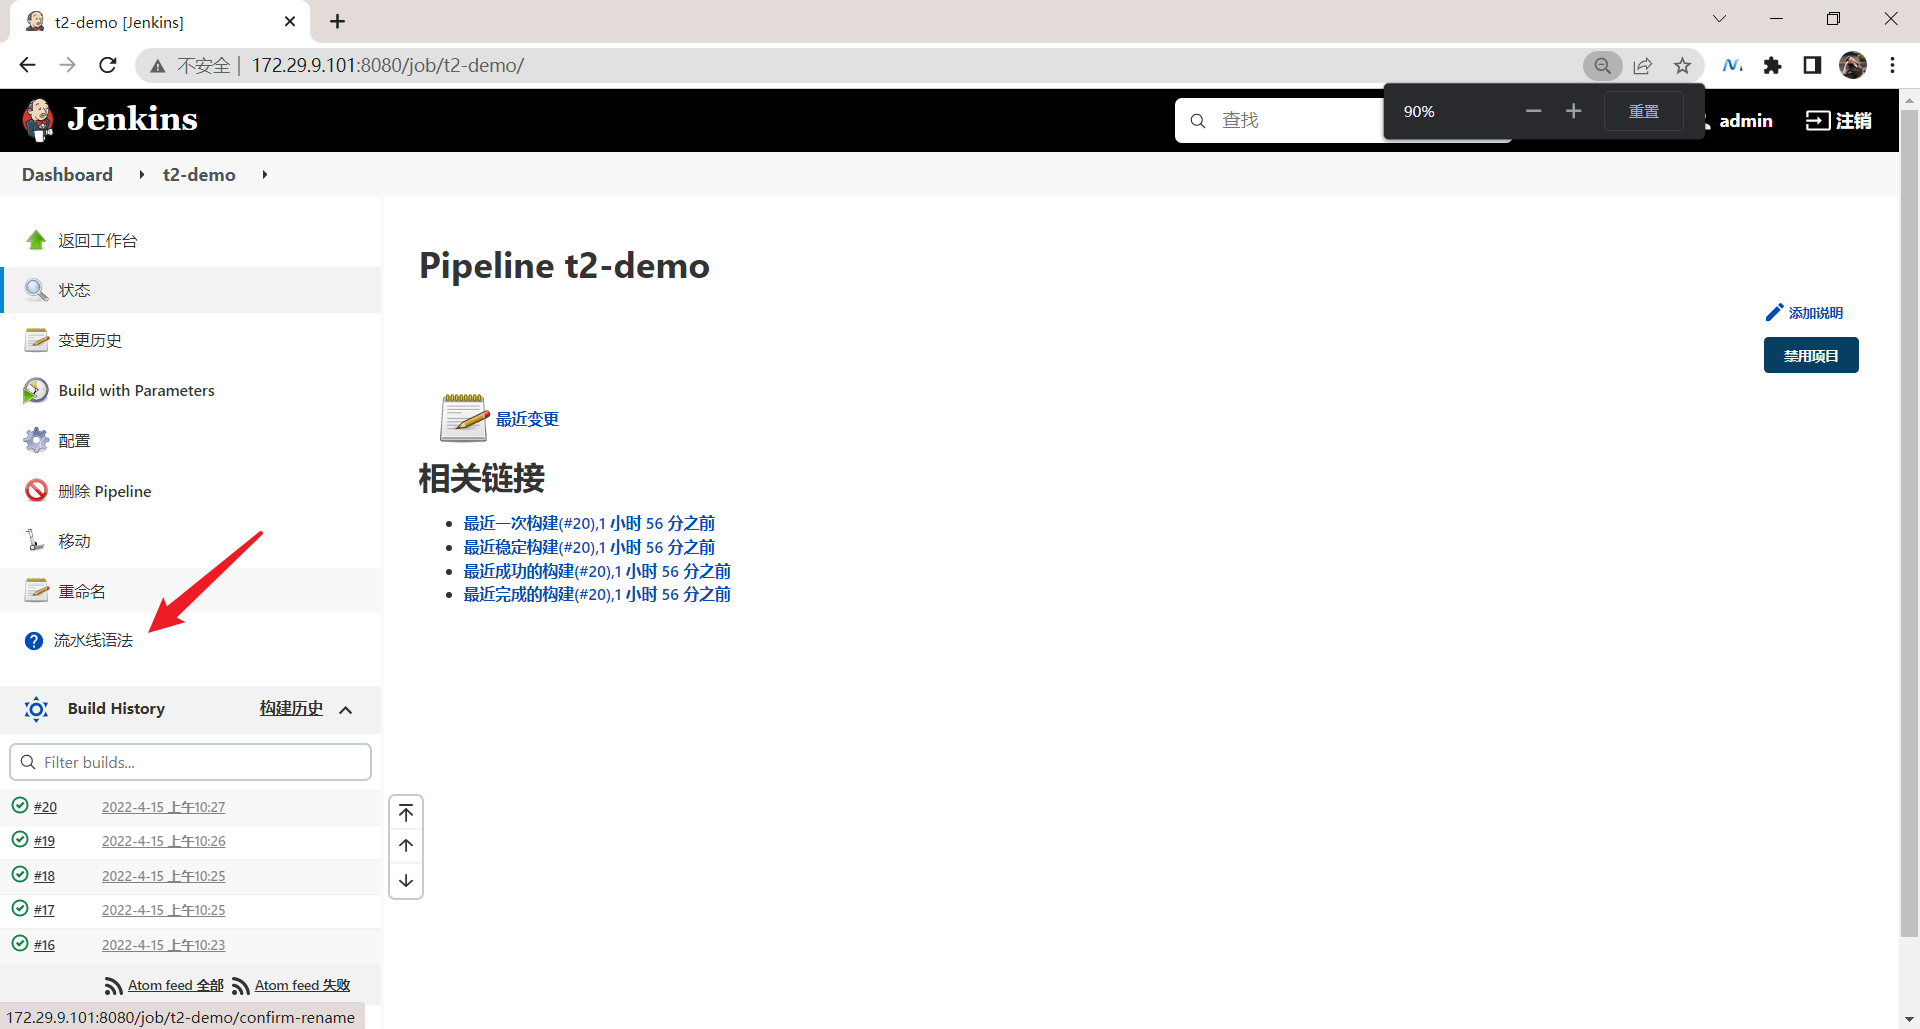 t2-demo [Jenkins]
不安全 172.29.9.101:8080/job/t2-demo/
90%
重置
Jenkins
查找
admin
注销
Dashboard
t2-demo
返回工作台
状态
变更历史
Build with Parameters
配置
删除 Pipeline
移动
重命名
流水线语法
Pipeline t2-demo
添加说明
禁用项目
最近变更
相关链接
最近一次构建(#20),1 小时 56 分之前
最近稳定构建(#20),1 小时 56 分之前
最近成功的构建(#20),1 小时 56 分之前
最近完成的构建(#20),1 小时 56 分之前
Build History
构建历史
Filter builds...
#20 2022-4-15 上午10:27
#19 2022-4-15 上午10:26
#18 2022-4-15 上午10:25
#17 2022-4-15 上午10:25
#16 2022-4-15 上午10:23
Atom feed 全部 Atom feed 失败
172.29.9.101:8080/job/t2-demo/confirm-rename